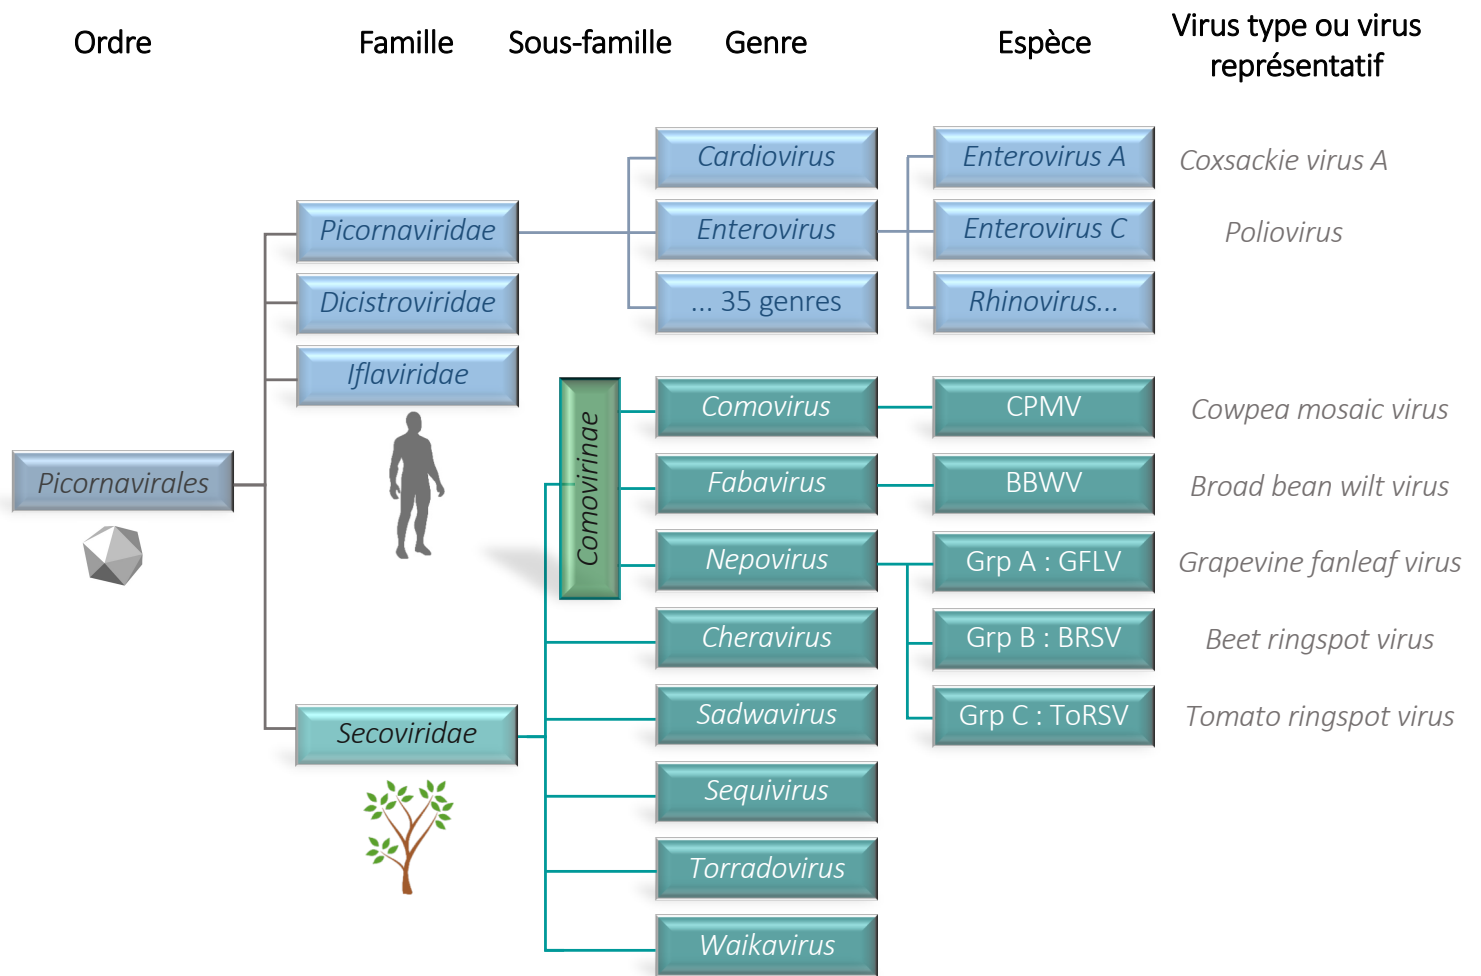 Ordre
Famille
Sous-famille
Genre
Espèce
Virus type ou virus
représentatif
Cardiovirus
Enterovirus A
Coxsackie virus A
Picornaviridae
Enterovirus
Enterovirus C
Poliovirus
Dicistroviridae
... 35 genres
Rhinovirus...
Iflaviridae
Comovirinae
Comovirus
CPMV
Cowpea mosaic virus
Picornavirales
Fabavirus
BBWV
Broad bean wilt virus
Nepovirus
Grp A : GFLV
Grapevine fanleaf virus
Cheravirus
Grp B : BRSV
Beet ringspot virus
Secoviridae
Sadwavirus
Grp C : ToRSV
Tomato ringspot virus
Sequivirus
Torradovirus
Waikavirus